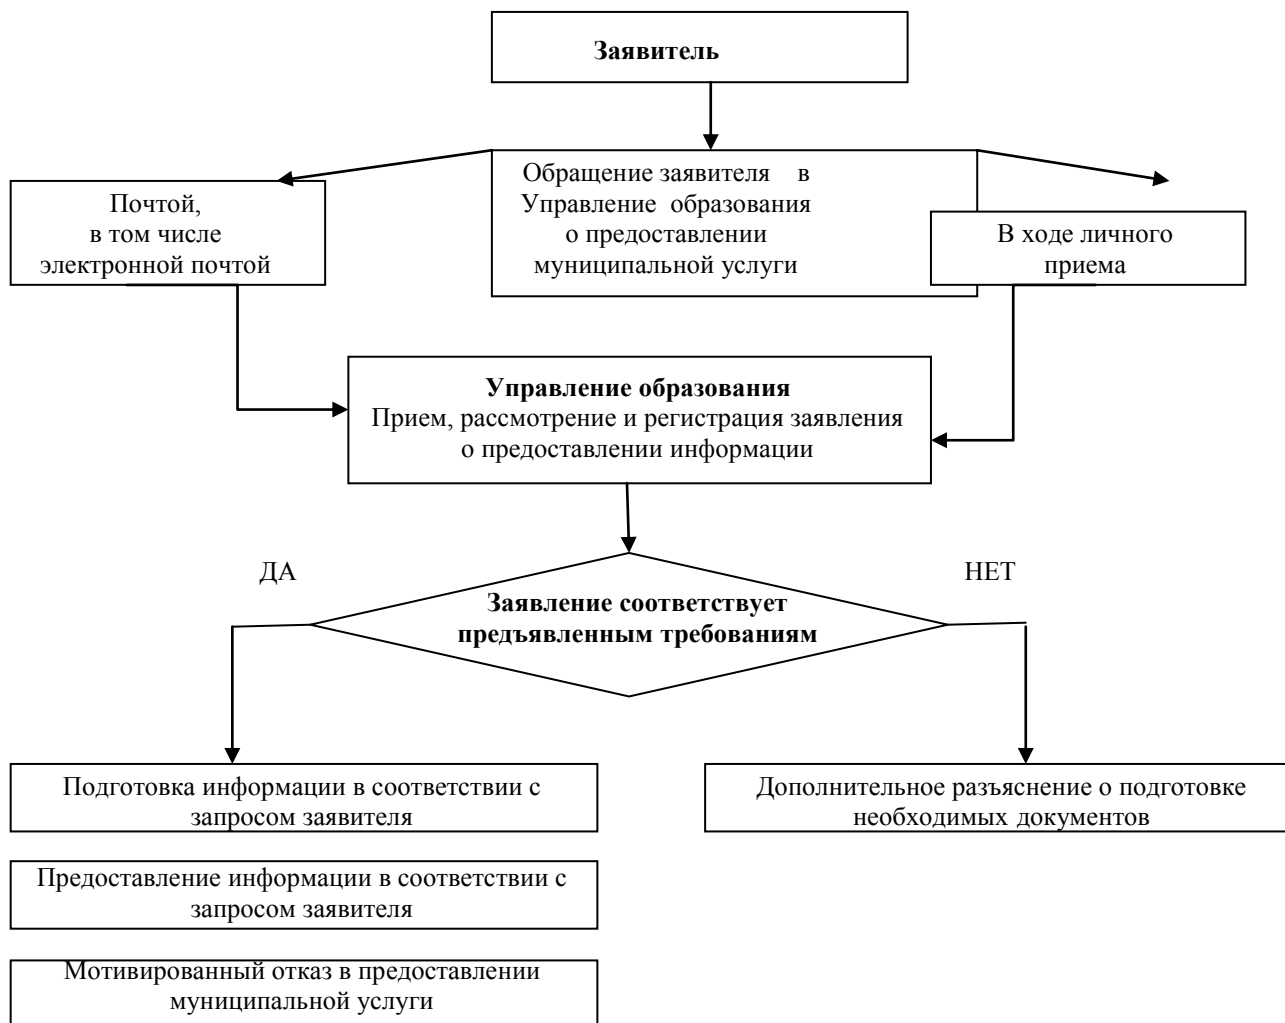 Заявитель
Обращение заявителя в
Управление образования
о предоставлении
муниципальной услуги
Почтой,
в том числе
электронной почтой
В ходе личного
приема
Управление образования
Прием, рассмотрение и регистрация заявления
о предоставлении информации
ДА
НЕТ
Заявление соответствует
предъявленным требованиям
Подготовка информации в соответствии с
запросом заявителя
Дополнительное разъяснение о подготовке
необходимых документов
Предоставление информации в соответствии с
запросом заявителя
Мотивированный отказ в предоставлении
муниципальной услуги